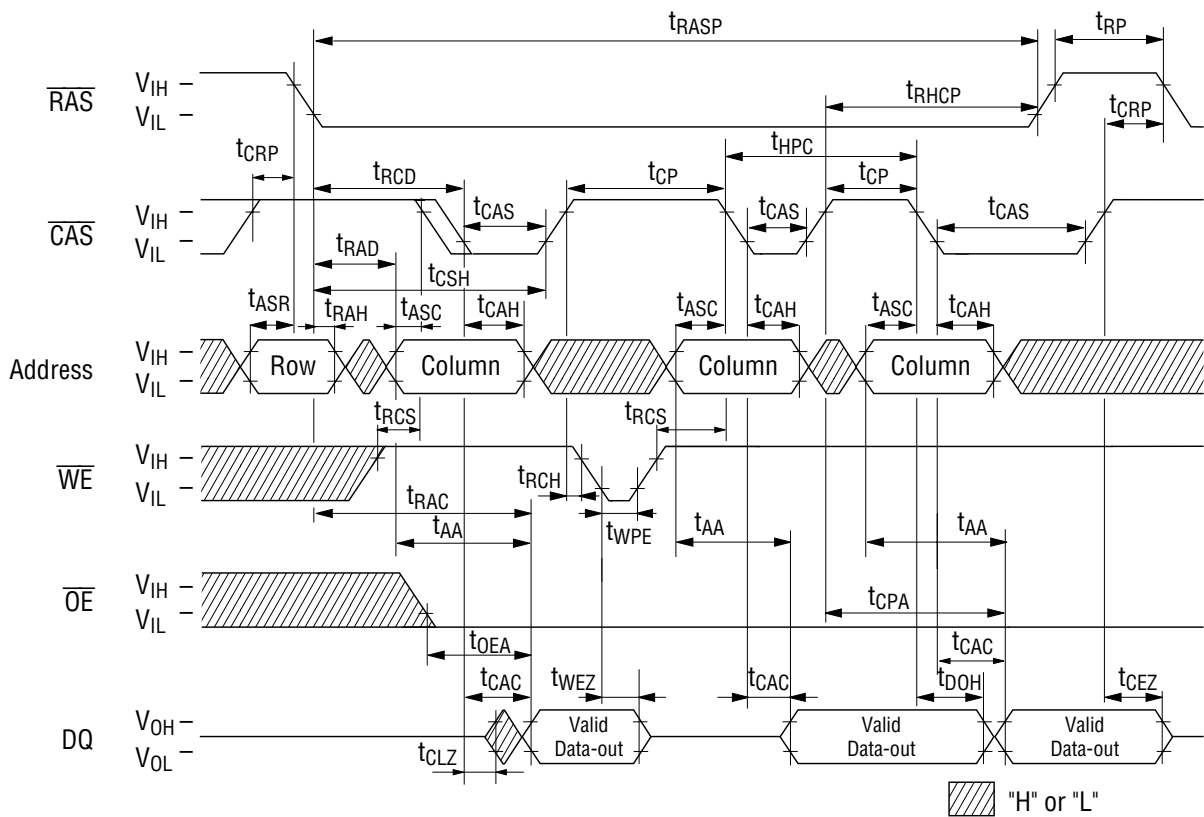 tRASP
tRP
RAS
VIH
VIL
tRHCP
tCRP
tCRP
tHPC
tRCD
tCP
tCP
CAS
VIH
VIL
tCAS
tCAS
tCAS
tRAD
tCSH
tASR
tRAH
tASC
tCAH
tASC
tCAH
tASC
tCAH
Address
VIH
VIL
Row
Column
Column
Column
tRCS
tRCS
WE
VIH
VIL
tRCH
tRAC
tWPE
tAA
tAA
tAA
OE
VIH
VIL
tCPA
tOEA
tCAC
tCAC
tWEZ
tCAC
tDOH
tCEZ
DQ
VOH
VOL
Valid
Data-out
Valid
Data-out
Valid
Data-out
tCLZ
"H" or "L"